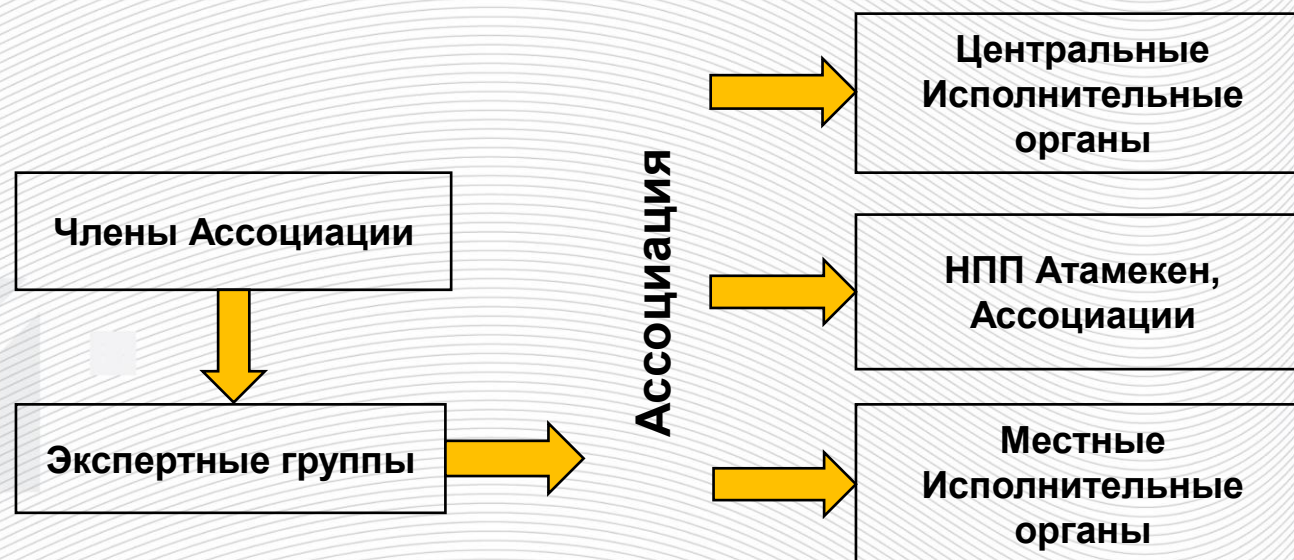 Члены Ассоциации
Экспертные группы
Ассоциация
Центральные
Исполнительные
органы
НПП Атамекен,
Ассоциации
Местные
Исполнительные
органы